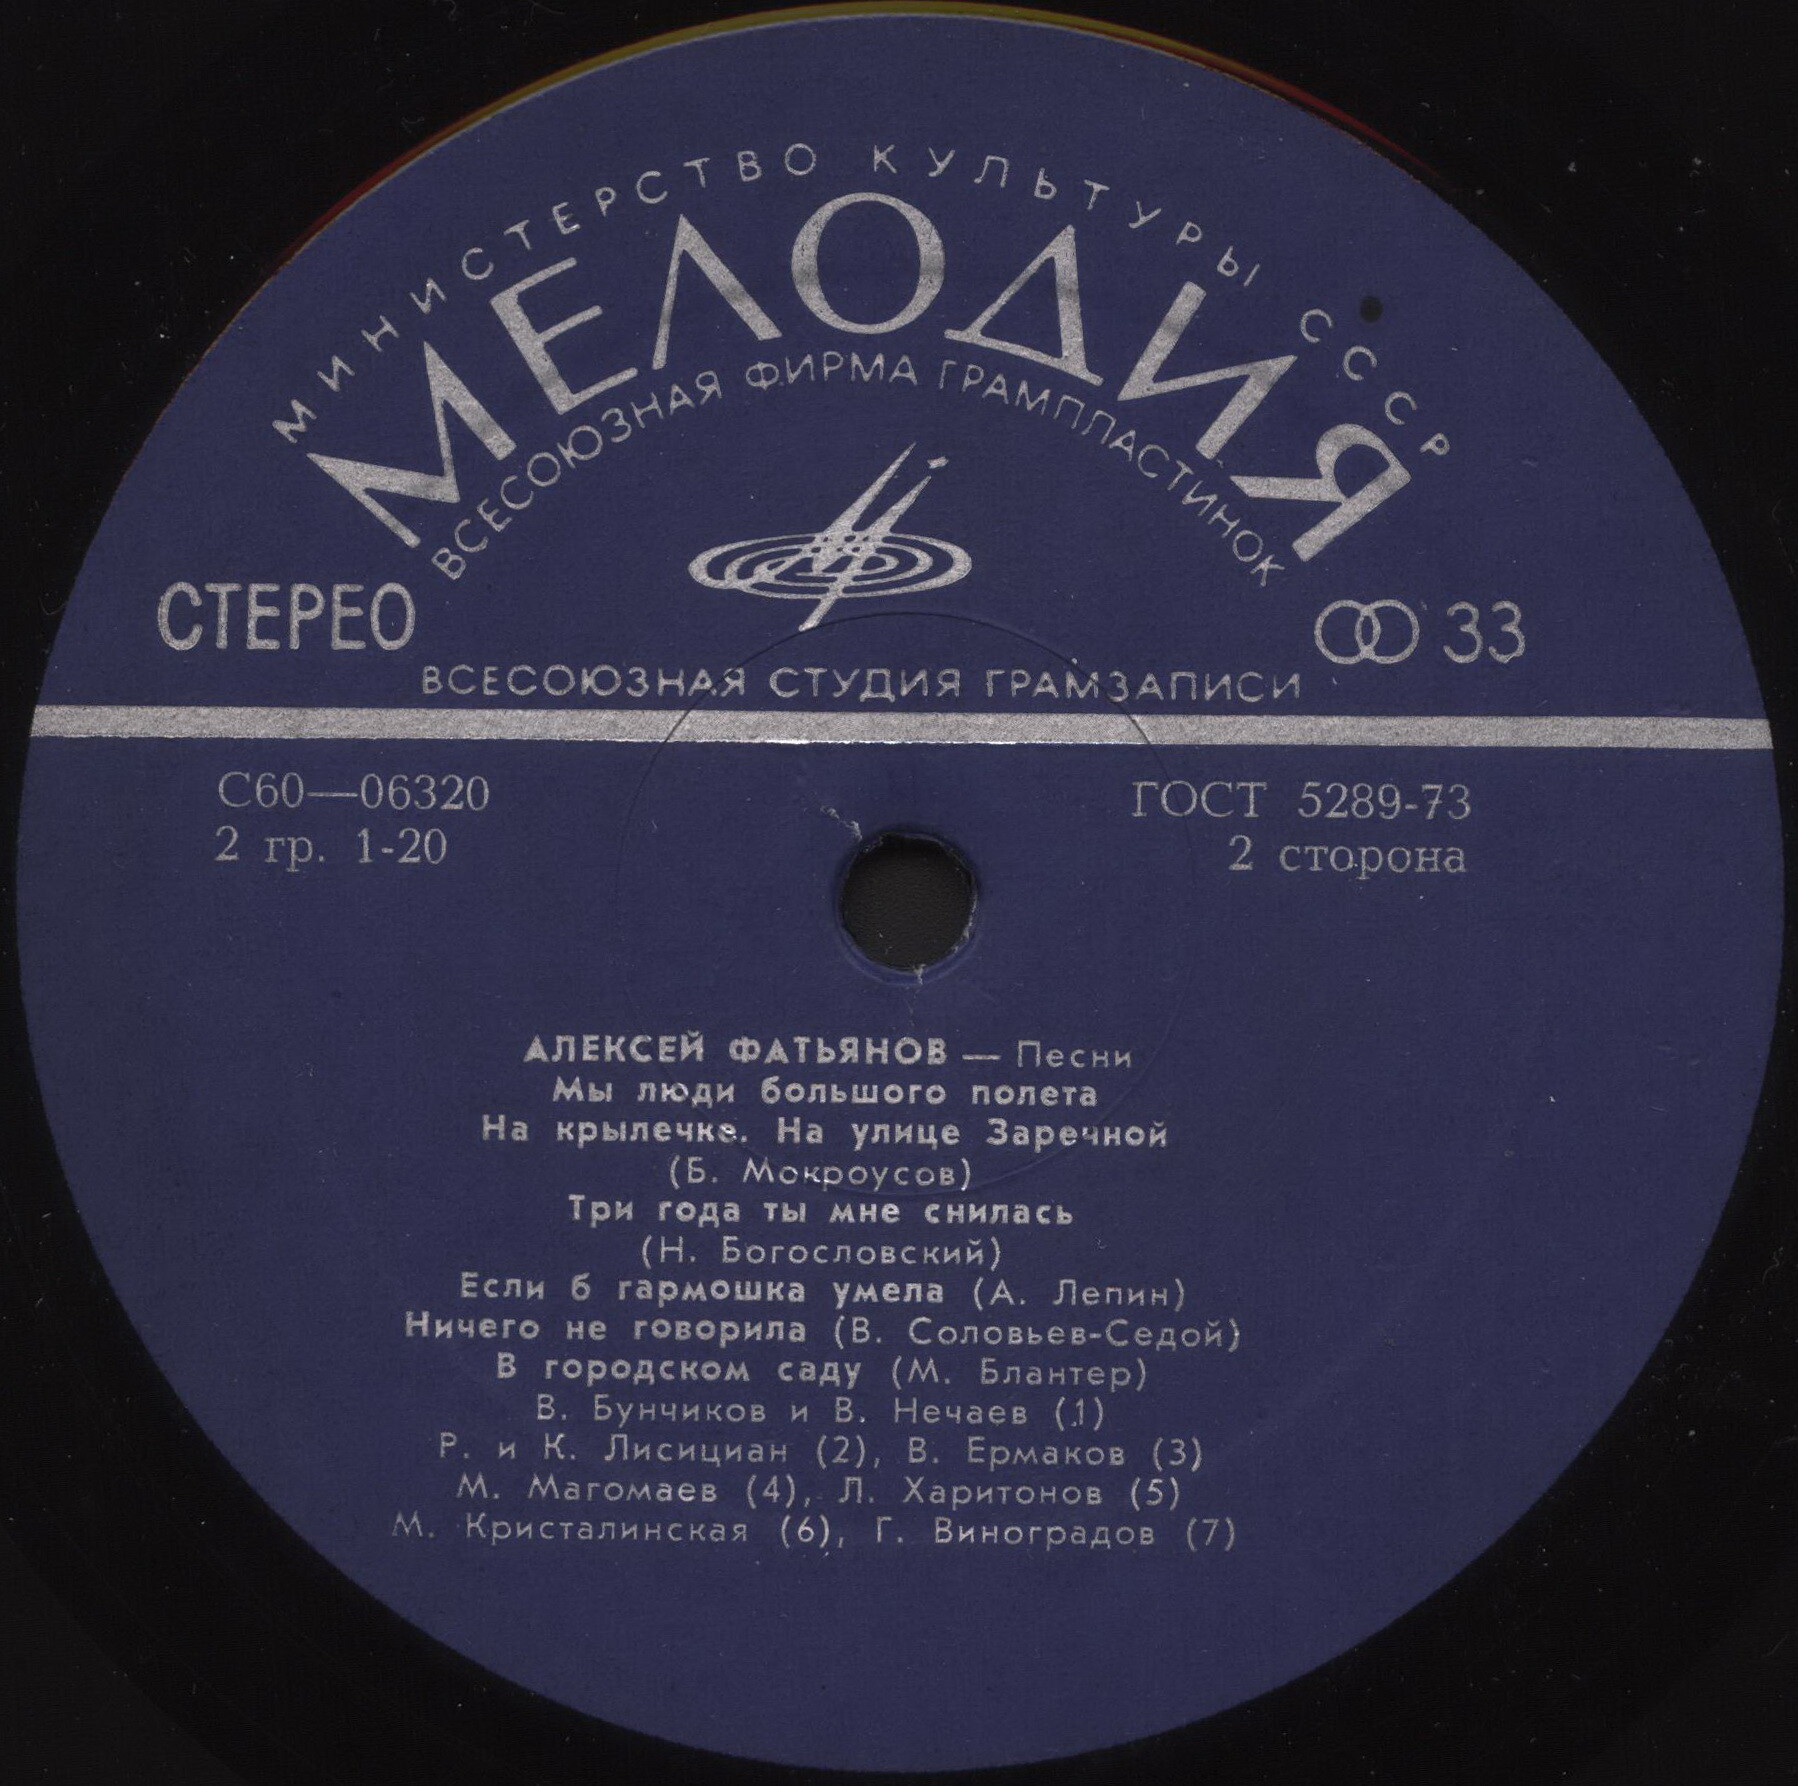 МИНИСТЕРСТВО КУЛЬТУРЫ СССР
МЕЛОДИЯ
ВСЕСОЮЗНАЯ ФИРМА ГРАМПЛАСТИНОК
СТЕРЕО
33
ВСЕСОЮЗНАЯ СТУДИЯ ГРАМЗАПИСИ
С60—06320
ГОСТ 5289-73
2 гр. 1-20
2 сторона
АЛЕКСЕЙ ФАТЬЯНОВ — Песни
Мы люди большого полета
На крылечке. На улице Заречной
(Б. Мокроусов)
Три года ты мне снилась
(Н. Богословский)
Если б гармошка умела (А. Лепин)
Ничего не говорила (В. Соловьев-Седой)
В городском саду (М. Блантер)
В. Бунчиков и В. Нечаев (1)
Р. и К. Лисициан (2), В. Ермаков (3)
М. Магомаев (4), Л. Харитонов (5)
М. Кристалинская (6), Г. Виноградов (7)